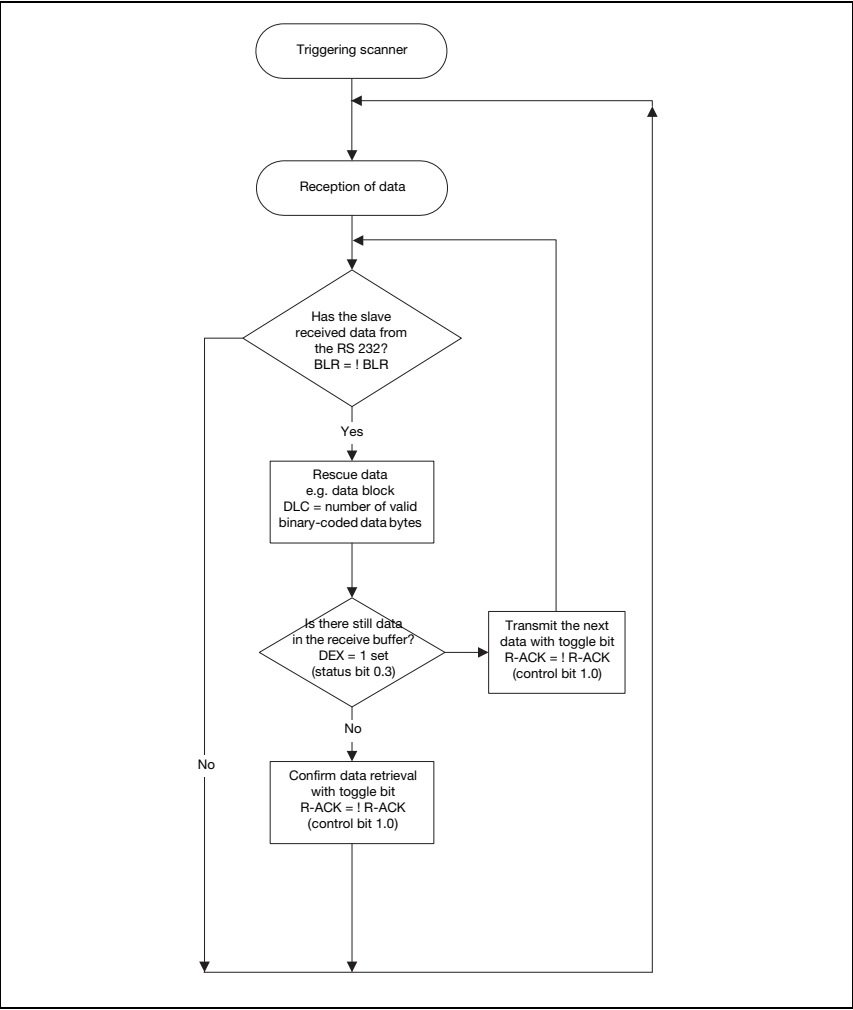 Triggering scanner
Reception of data
Has the slave
received data from
the RS 232?
BLR = ! BLR
Yes
Rescue data
e.g. data block
DLC = number of valid
binary-coded data bytes
Is there still data
in the receive buffer?
DEX = 1 set
(status bit 0.3)
Transmit the next
data with toggle bit
R-ACK = ! R-ACK
(control bit 1.0)
No
No
Confirm data retrieval
with toggle bit
R-ACK = ! R-ACK
(control bit 1.0)